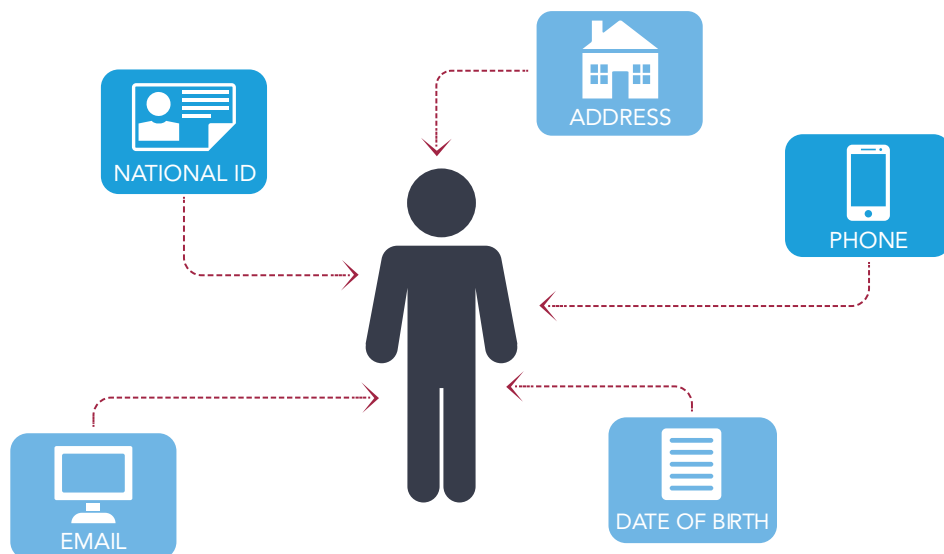 ADDRESS
NATIONAL ID
PHONE
DATE OF BIRTH
EMAIL